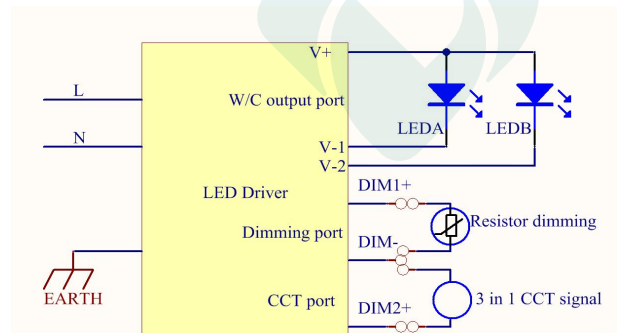 V+
L
W/C output port
LEDA
LEDB
N
V-1
V-2
LED Driver
DIM1+
Resistor dimming
Dimming port
DIM-
EARTH
CCT port
3 in 1 CCT signal
DIM2+